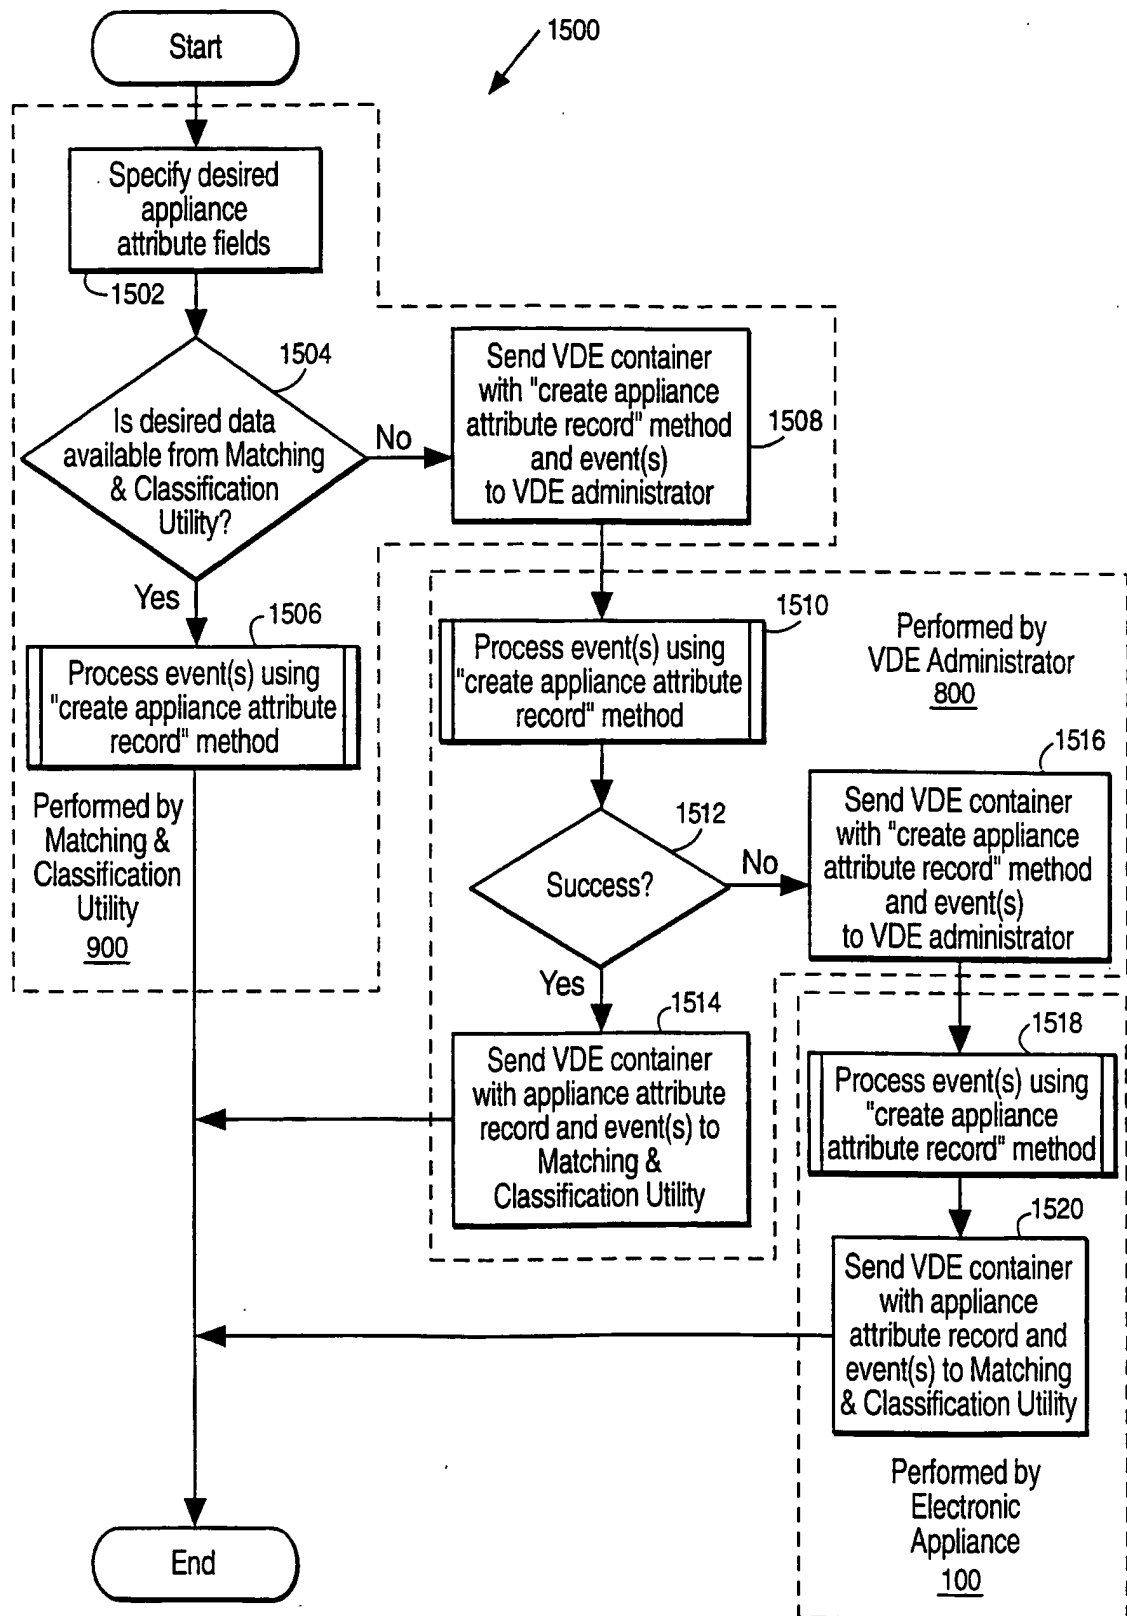 Start
1500
Specify desired
appliance
attribute fields
1502
1504
Is desired data
available from Matching
& Classification
Utility?
No
Send VDE container
with "create appliance
attribute record" method
and event(s)
to VDE administrator
1508
Yes
1506
Process event(s) using
"create appliance attribute
record" method
Performed by
Matching &
Classification
Utility
900
1510
Process event(s) using
"create appliance attribute
record" method
Performed by
VDE Administrator
800
1512
Success?
No
1516
Send VDE container
with "create appliance
attribute record" method
and event(s)
to VDE administrator
Yes
1514
Send VDE container
with appliance attribute
record and event(s) to
Matching &
Classification Utility
1518
Process event(s) using
"create appliance
attribute record" method
1520
Send VDE container
with appliance
attribute record and
event(s) to Matching
& Classification Utility
Performed by
Electronic
Appliance
100
End